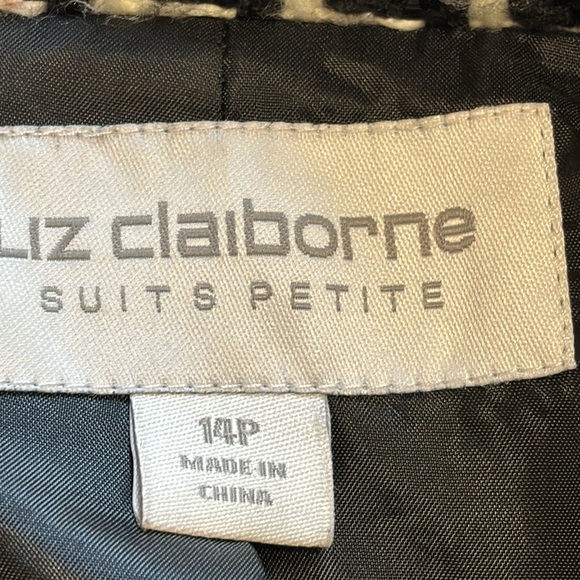 Liz claiborne
SUITS PETITE
14P
MADE IN
CHINA